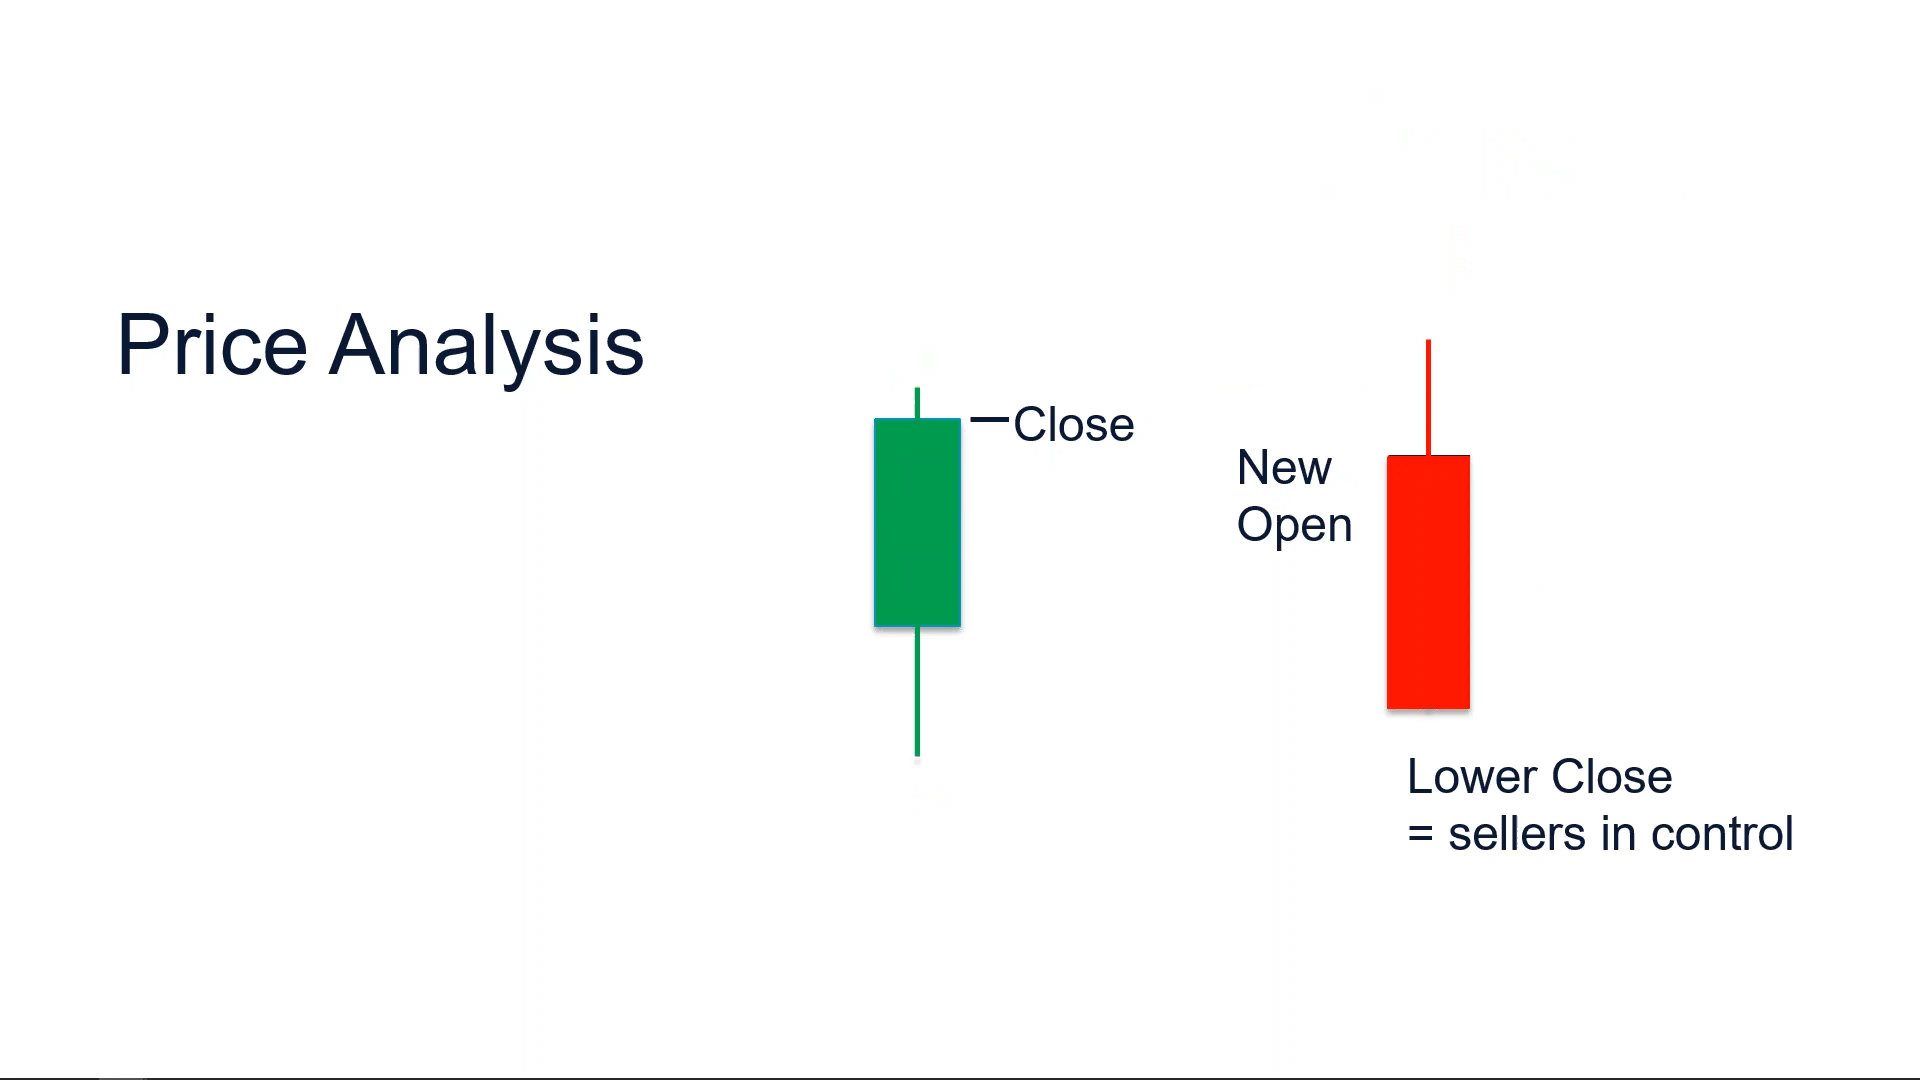 Price Analysis
Close
New
Open
Lower Close
= sellers in control